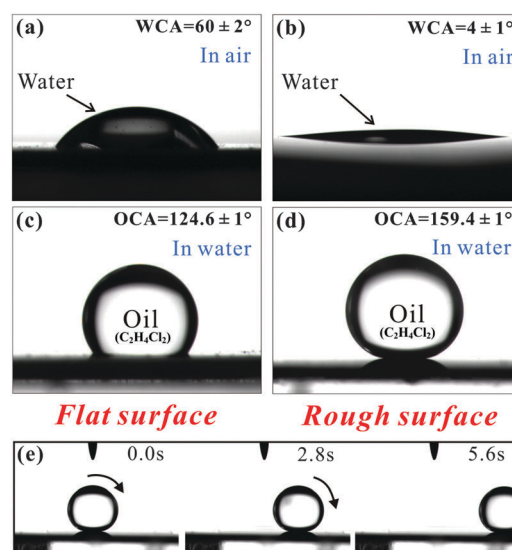 (a) WCA=60 ± 2°
In air
Water
(b) WCA=4 ± 1°
In air
Water
(c) OCA=124.6 ± 1°
In water
Oil
(C₂H₄Cl₂)
(d) OCA=159.4 ± 1°
In water
Oil
(C₂H₄Cl₂)
Flat surface
Rough surface
(e) 0.0s 2.8s 5.6s